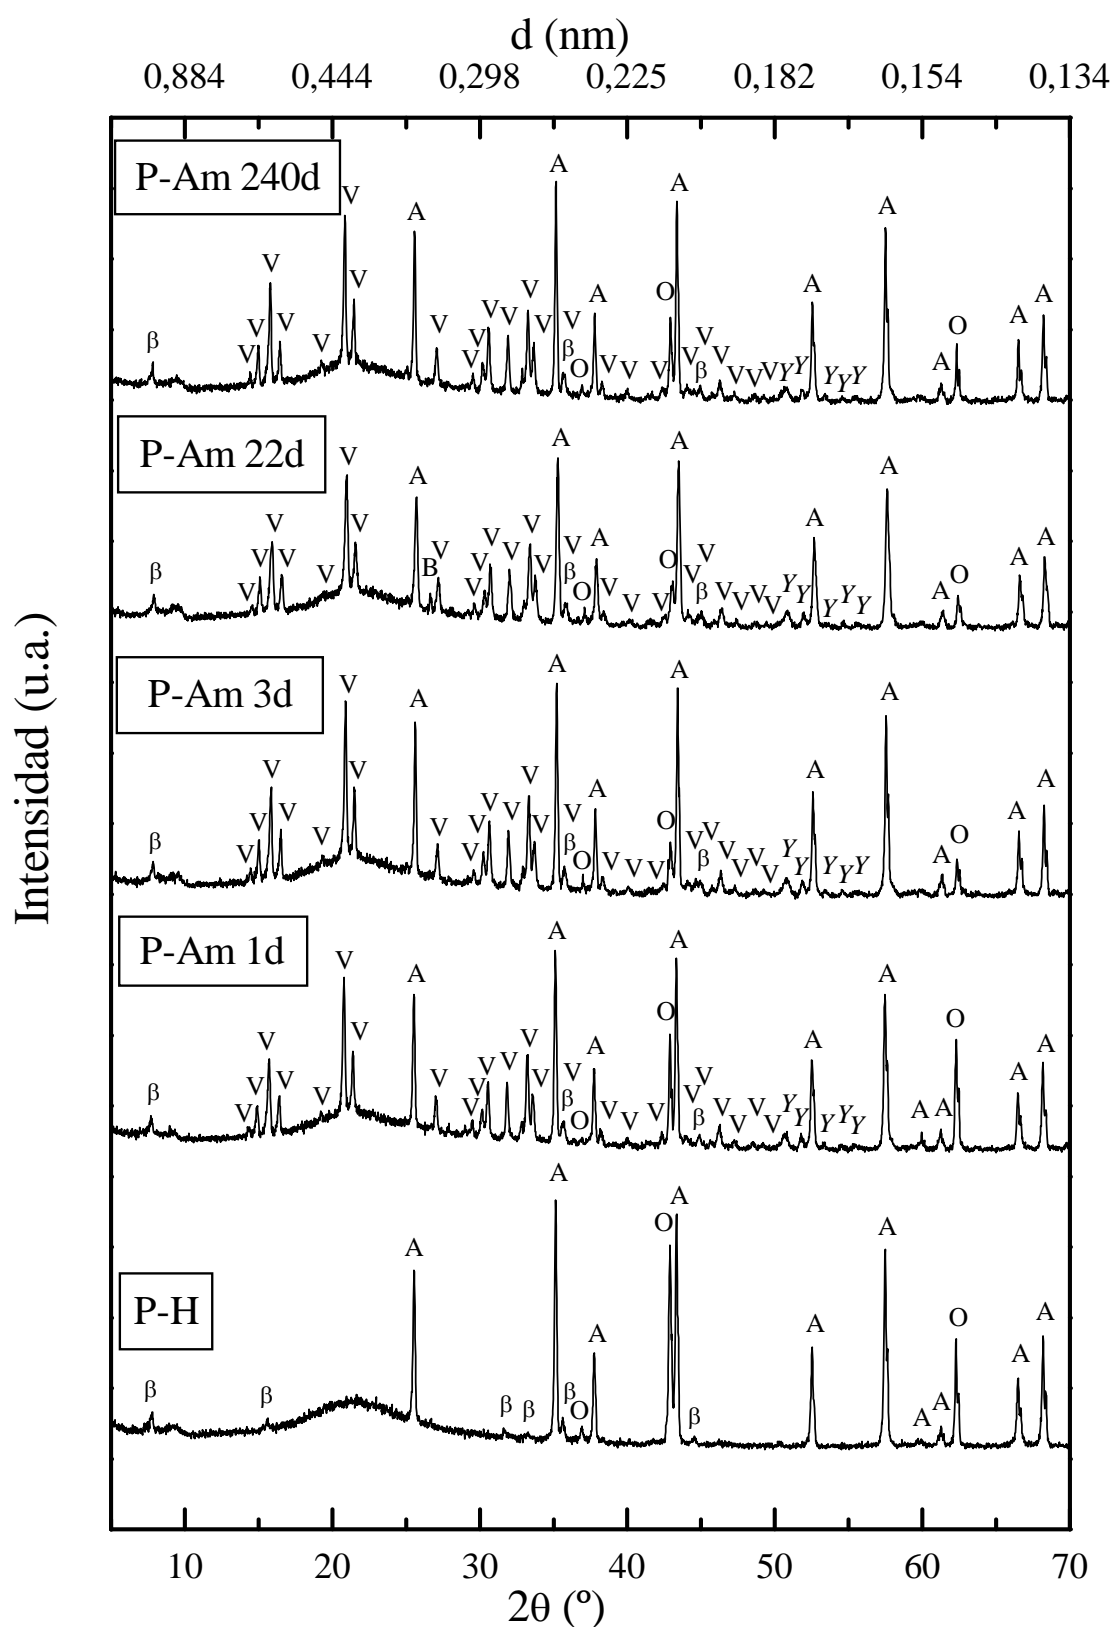 d (nm)
0,884 0,444 0,298 0,225 0,182 0,154 0,134
P-Am 240d
β V V V V V V V A V V V V V V V A V β O A V V V O A V V β V V V V Y Y Y Y Y A A A O A A
P-Am 22d
β V V V V V V V A B V V V V V V V A V β O A V V V O A V V β V V V V Y Y Y Y Y A A A O A A
P-Am 3d
β V V V V V V V A V V V V V V V A V β O A V V V O A V V β V V V V Y Y Y Y Y A A A O A A
P-Am 1d
β V V V V V V V A V V V V V V V A V β O A V V V O A V V β V V V V Y Y Y Y Y A A A A O A A
P-H
β β A β β A β O A O A β A A A A O A A
Intensidad (u.a.)
10 20 30 40 50 60 70
2θ (º)